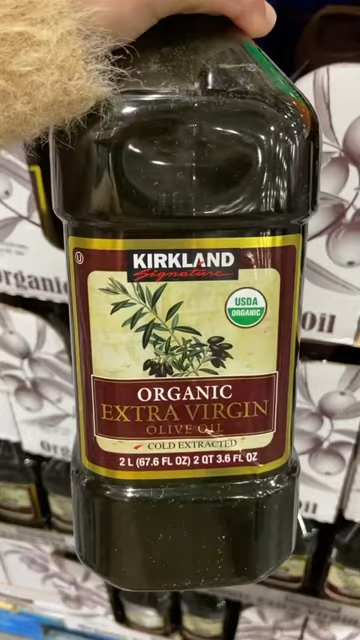 U
KIRKLAND
Signature
USDA
ORGANIC
ORGANIC
EXTRA VIRGIN
OLIVE OIL
COLD EXTRACTED
2 L (67.6 FL OZ) 2 QT 3.6 FL OZ
organic
Oil